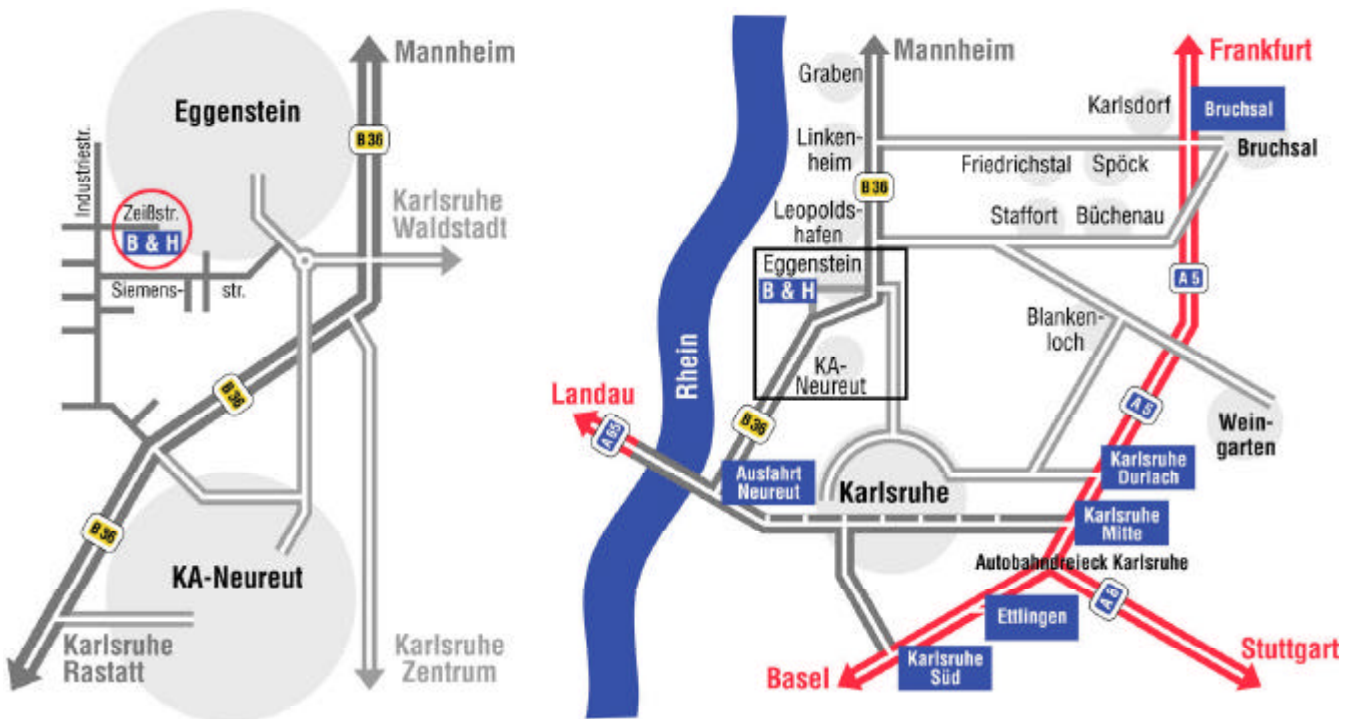 Mannheim
Eggenstein
B 36
Industriestr.
Zeißstr.
B & H
Karlsruhe
Waldstadt
Siemens-
str.
B 36
B 36
KA-Neureut
Karlsruhe
Rastatt
Karlsruhe
Zentrum
Mannheim
Frankfurt
Graben
Karlsdorf
Bruchsal
Linken-
heim
Bruchsal
Friedrichstal
Spöck
B 36
Leopolds-
hafen
Staffort
Büchenau
Eggenstein
B & H
A 5
Blanken-
loch
Rhein
KA-
Neureut
Landau
A 65
B 36
A 5
Wein-
garten
Ausfahrt
Neureut
Karlsruhe
Karlsruhe
Durlach
Karlsruhe
Mitte
Autobahndreieck Karlsruhe
A 8
Ettlingen
Karlsruhe
Süd
Basel
Stuttgart